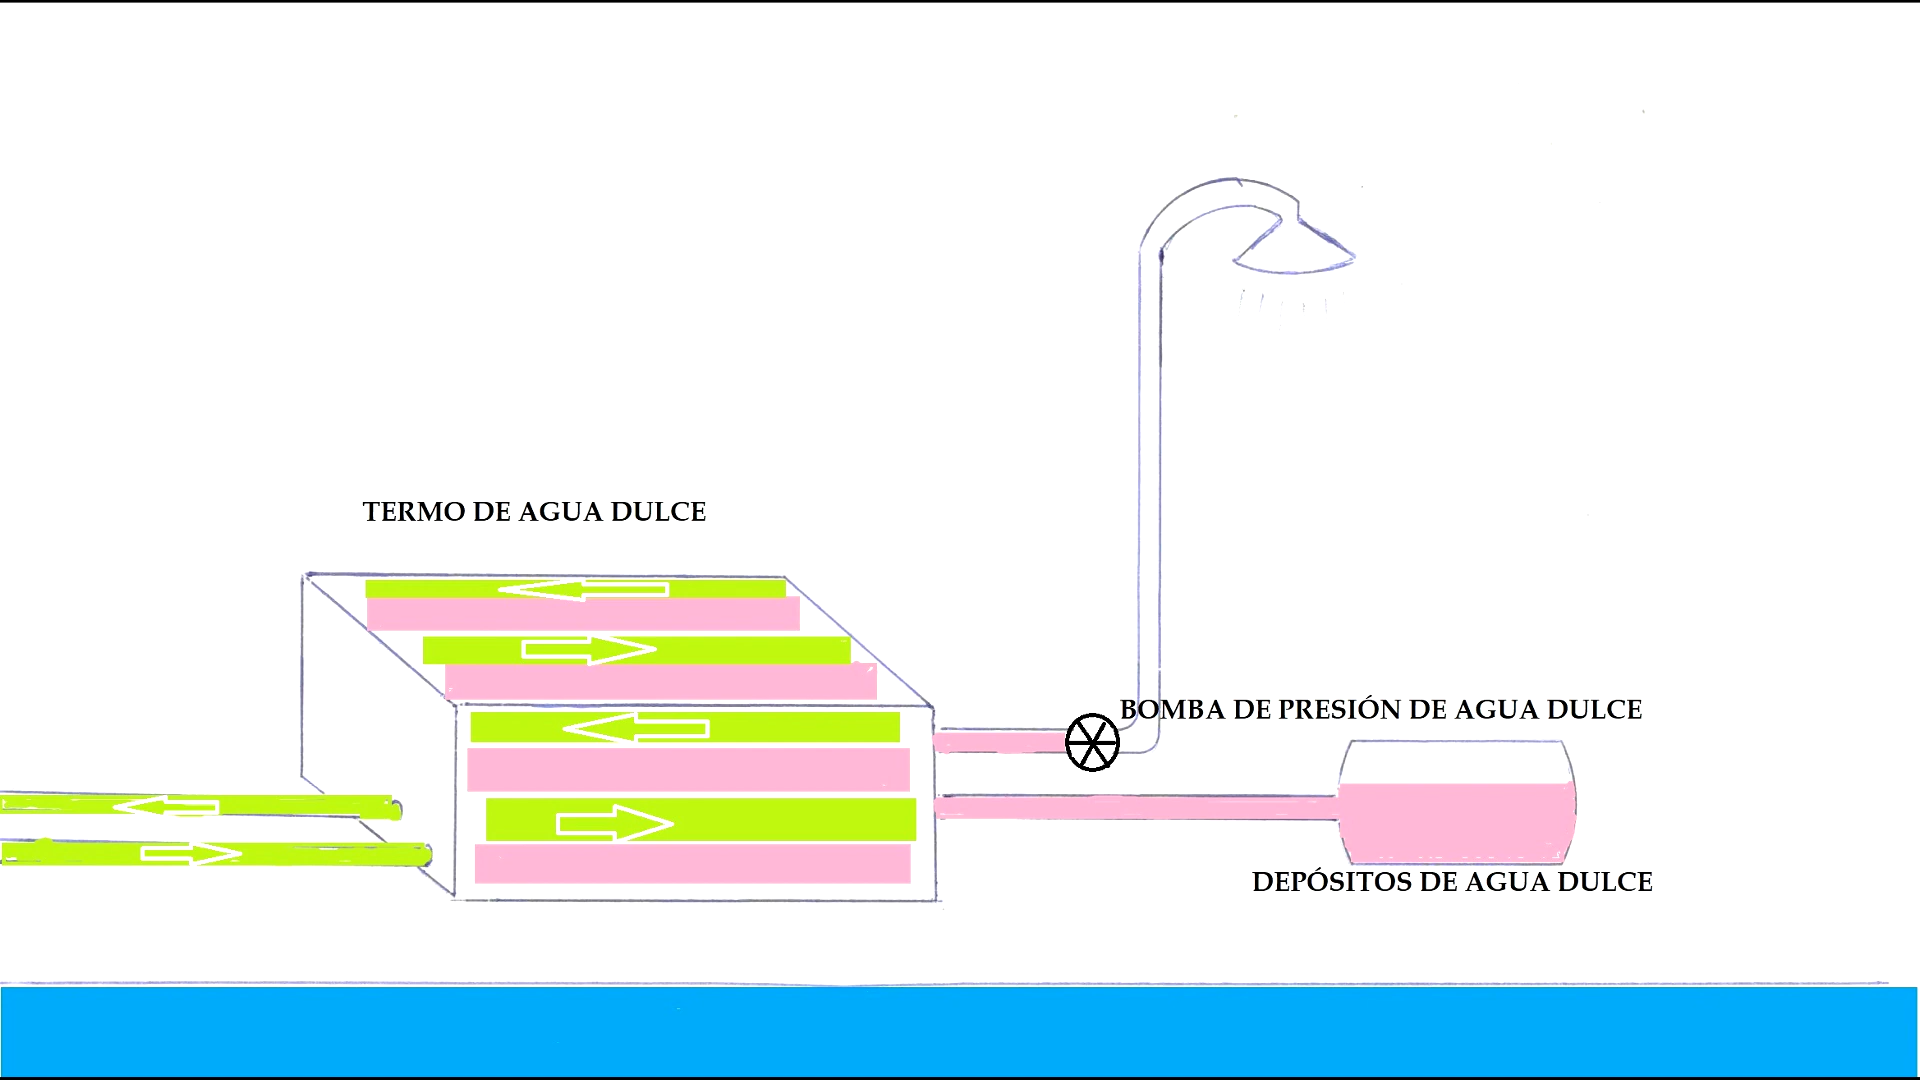 TERMO DE AGUA DULCE
BOMBA DE PRESIÓN DE AGUA DULCE
DEPÓSITOS DE AGUA DULCE